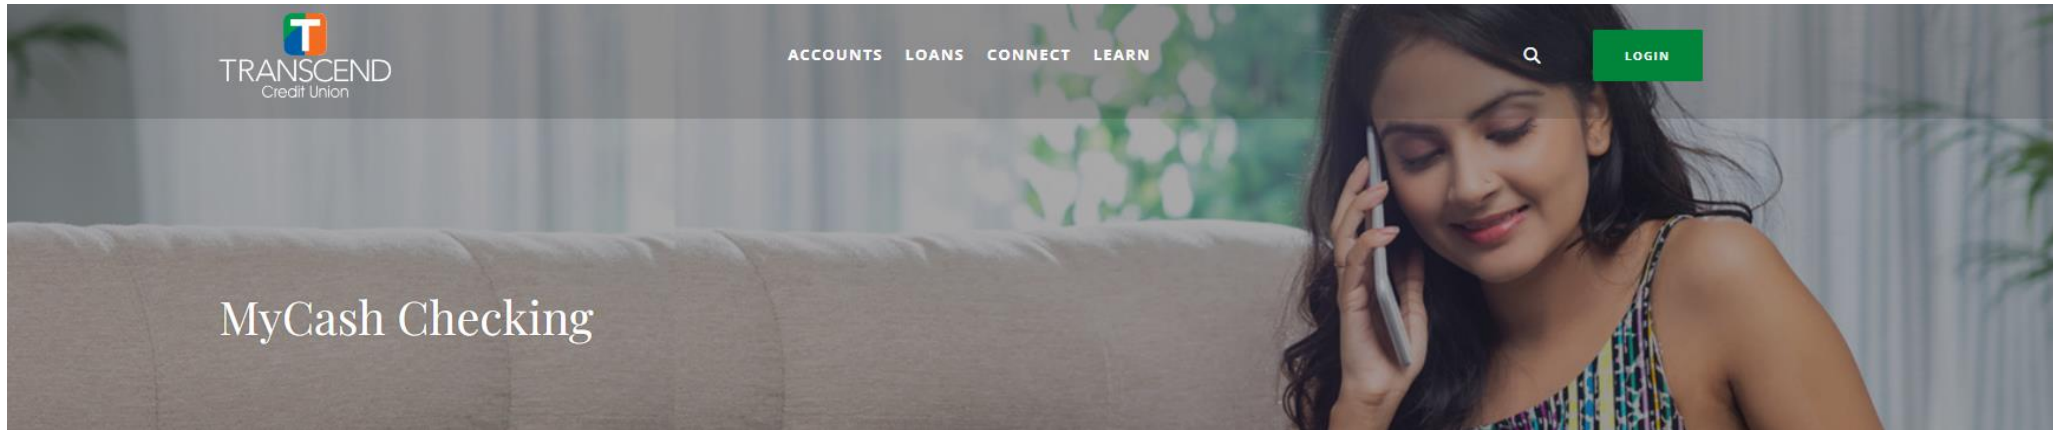 T
TRANSCEND
Credit Union
ACCOUNTS LOANS CONNECT LEARN
LOGIN
MyCash Checking